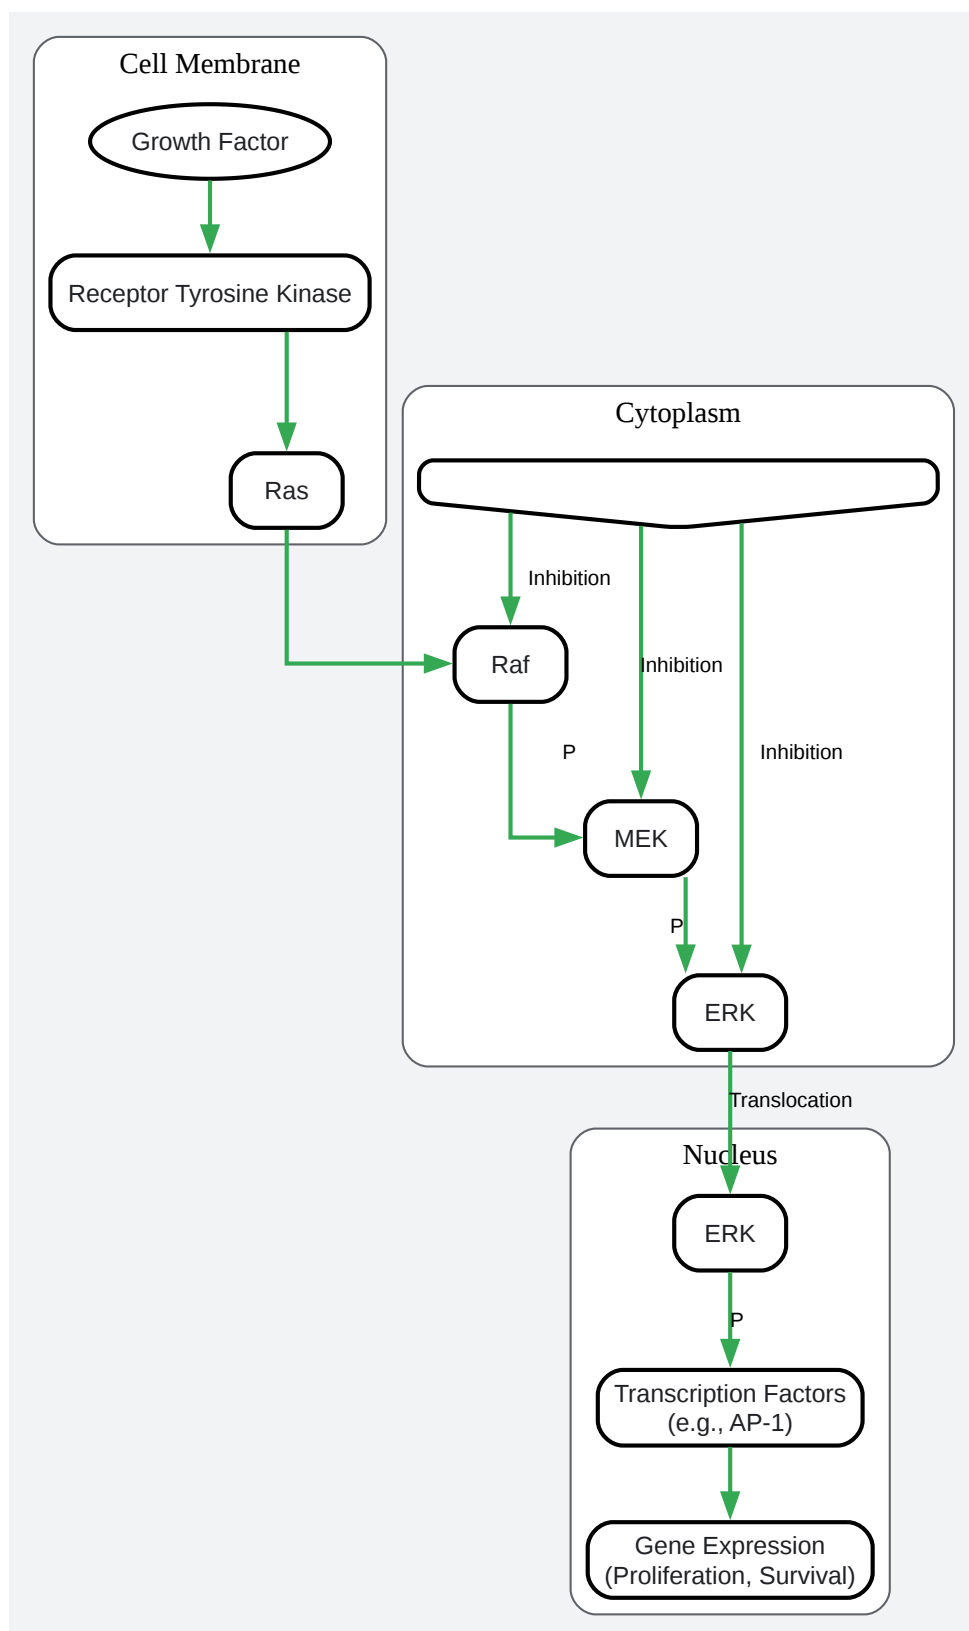 Cell Membrane
Growth Factor
Receptor Tyrosine Kinase
Ras
Cytoplasm
Inhibition
Raf
Inhibition
P
Inhibition
MEK
P
ERK
Translocation
Nucleus
ERK
P
Transcription Factors
(e.g., AP-1)
Gene Expression
(Proliferation, Survival)